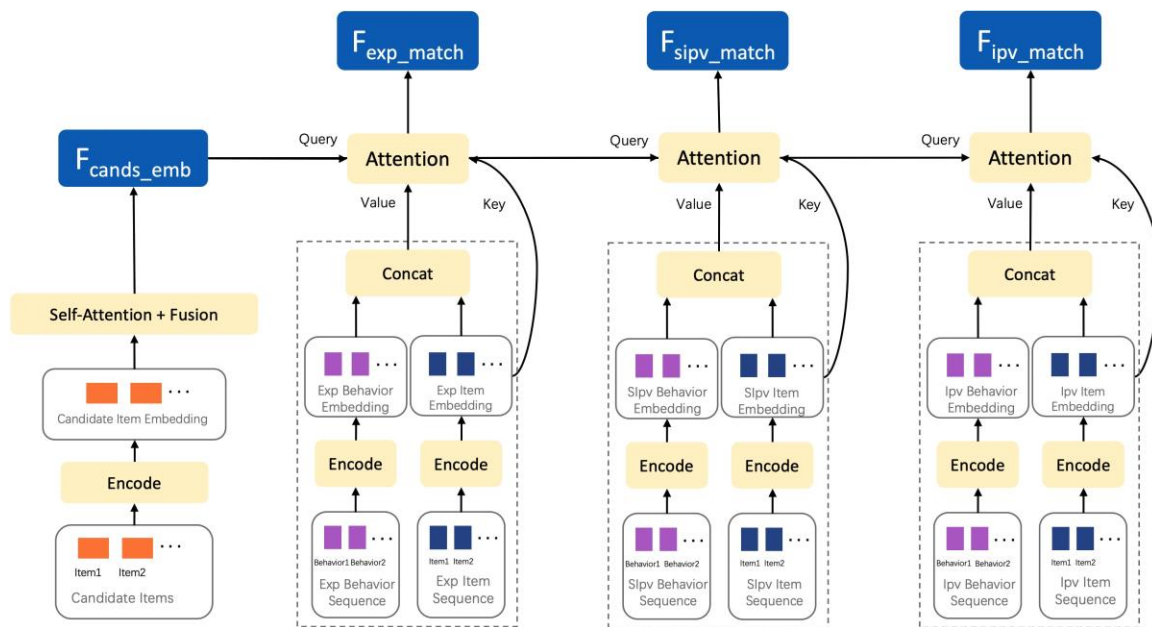 F_exp_match
F_sipv_match
F_ipv_match
F_cands_emb
Query
Attention
Query
Attention
Query
Attention
Value
Key
Value
Key
Value
Key
Concat
Concat
Concat
Self-Attention + Fusion
...
Candidate Item Embedding
...
Exp Behavior
Embedding
...
Exp Item
Embedding
...
SIpv Behavior
Embedding
...
SIpv Item
Embedding
...
Ipv Behavior
Embedding
...
Ipv Item
Embedding
Encode
Encode
Encode
Encode
Encode
Encode
Encode
...
Item1 Item2
Candidate Items
...
Behavior1 Behavior2
Exp Behavior
Sequence
...
Item1 Item2
Exp Item
Sequence
...
Behavior1 Behavior2
SIpv Behavior
Sequence
...
Item1 Item2
SIpv Item
Sequence
...
Behavior1 Behavior2
Ipv Behavior
Sequence
...
Item1 Item2
Ipv Item
Sequence